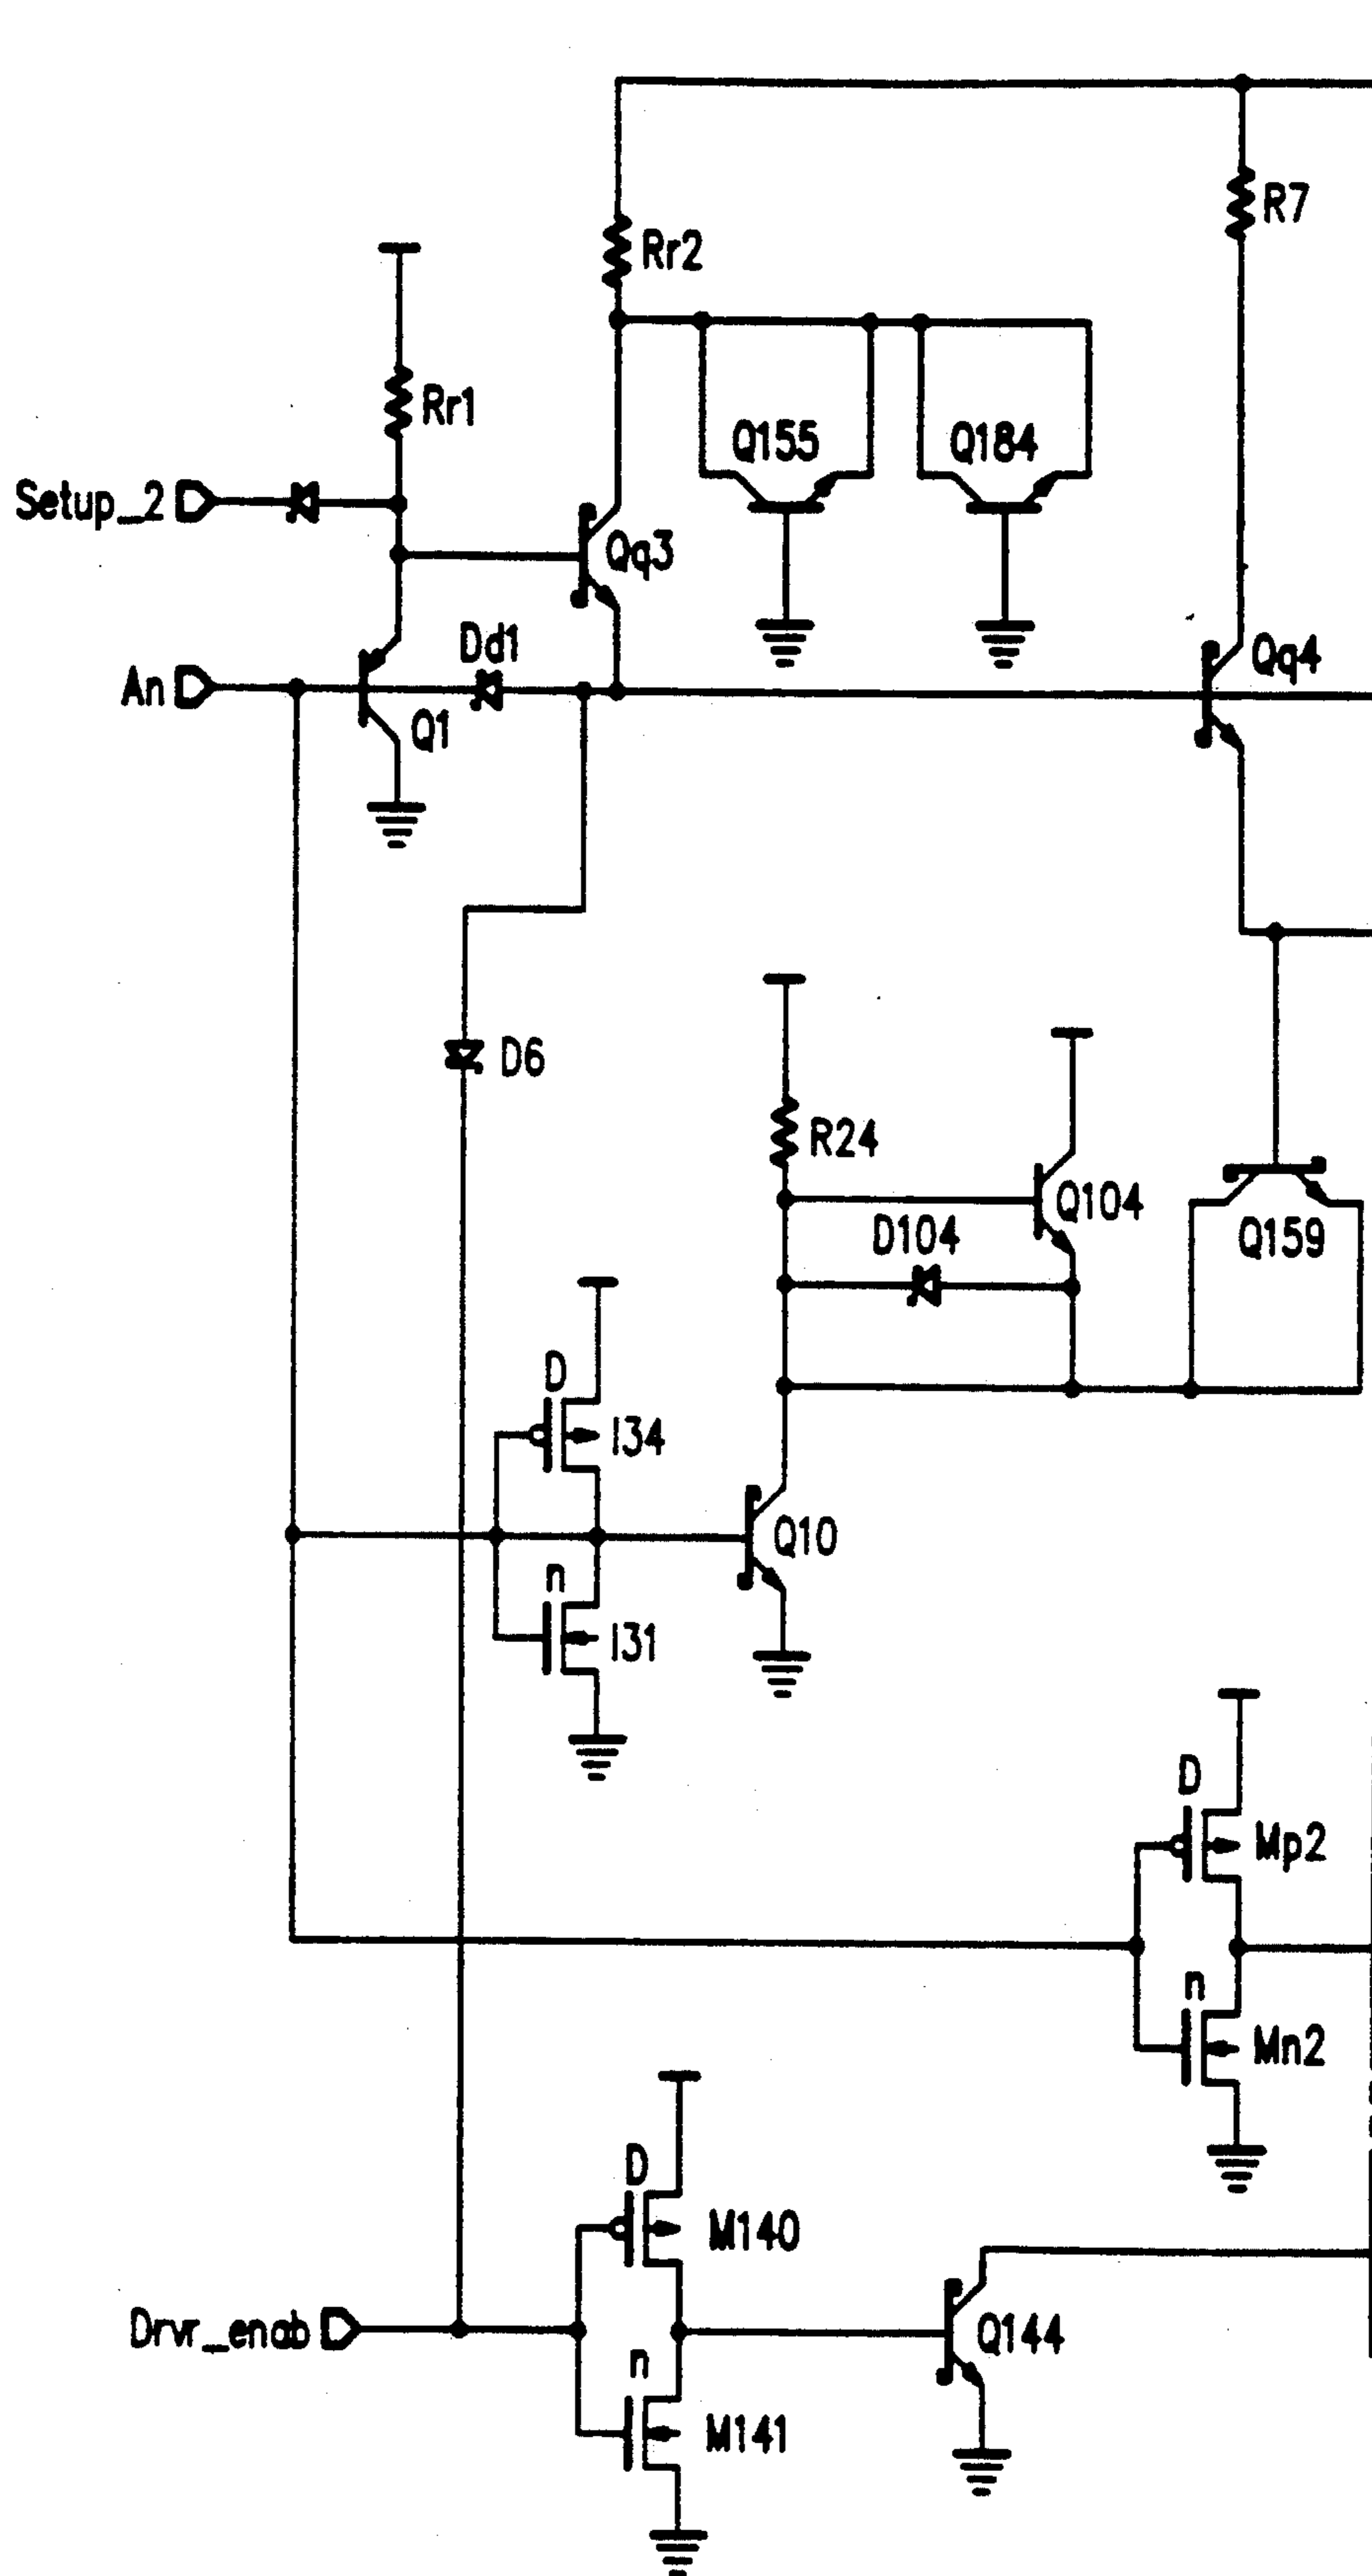 R7
Rr2
Rr1
Q155
Q184
Setup_2
Qq3
Dd1
Qq4
An
Q1
D6
R24
Q104
D104
Q159
D
I34
Q10
n
I31
D
Mp2
n
Mn2
D
M140
Drvr_enab
Q144
n
M141